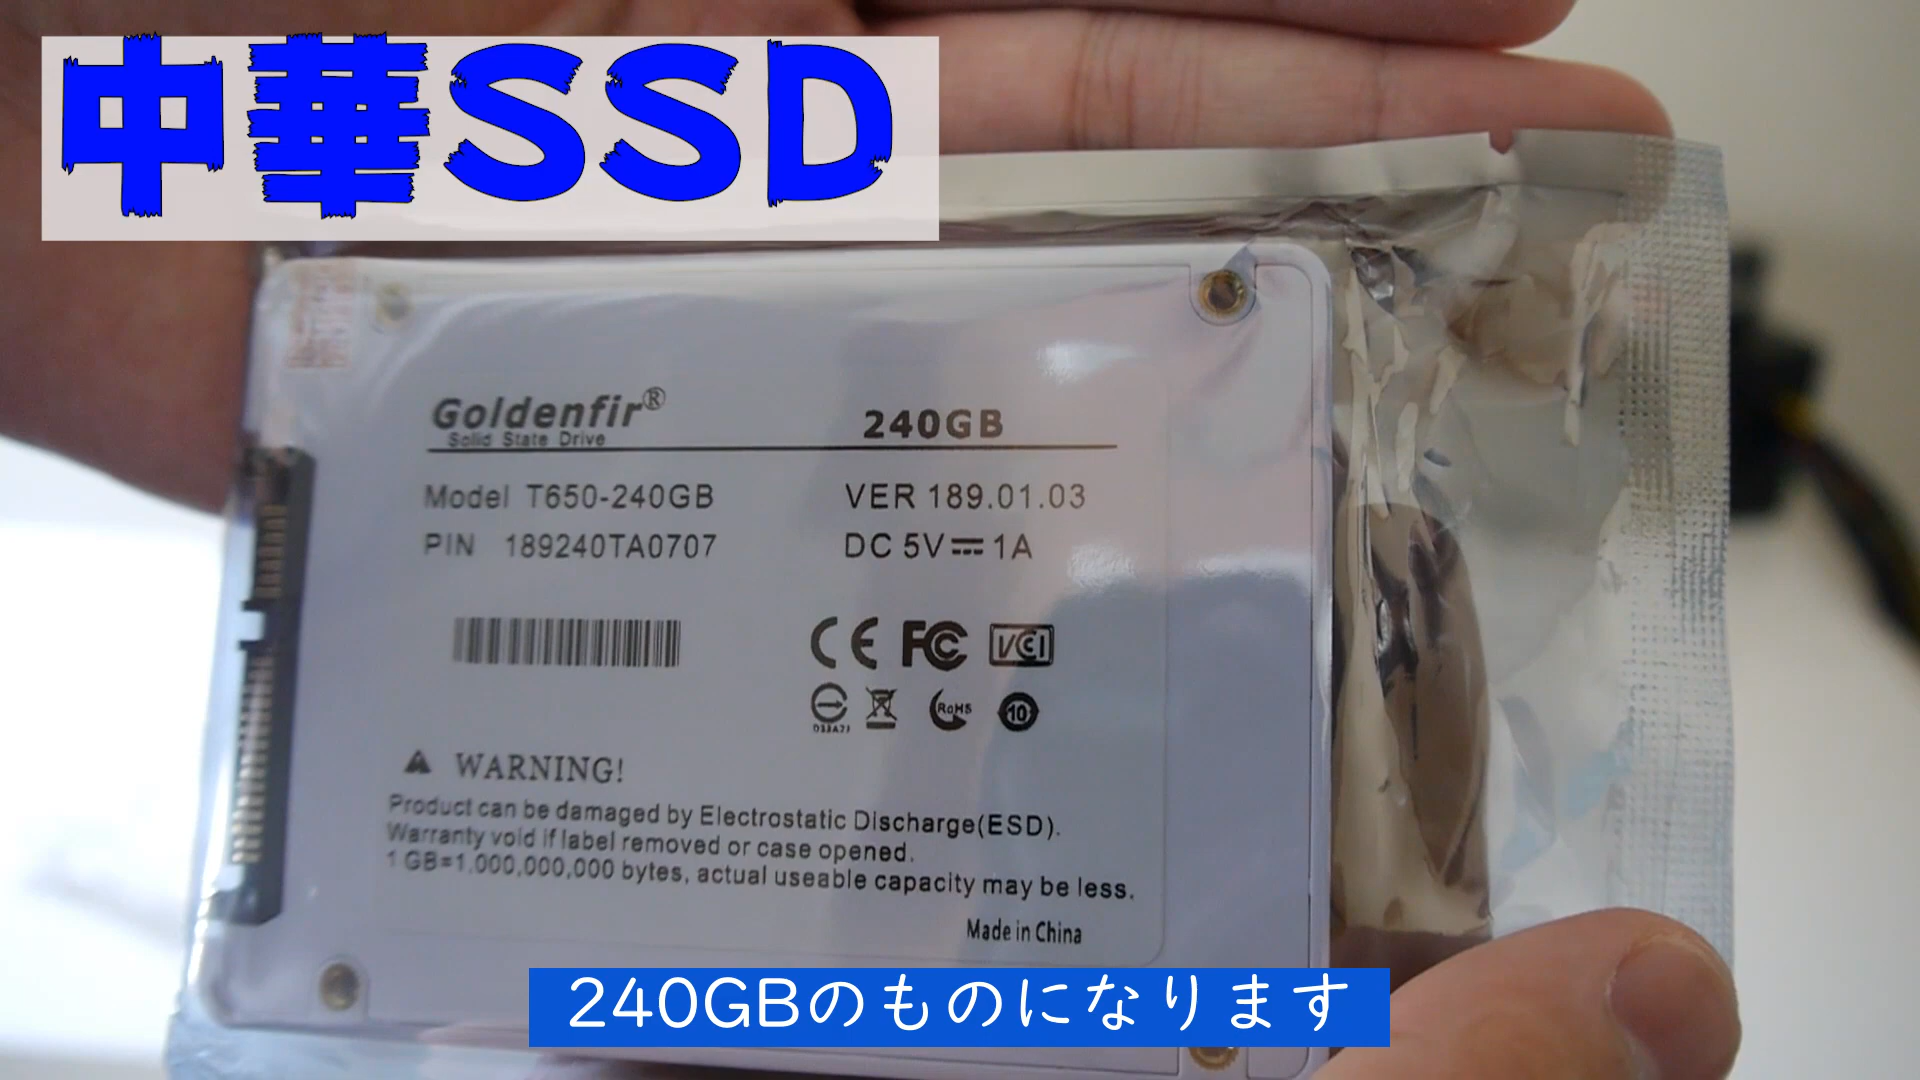 中華SSD
Goldenfir®
Solid State Drive
240GB
Model T650-240GB
VER 189.01.03
PIN 189240TA0707
DC 5V⎓1A
CE FC VCI
RoHS 10
WARNING!
Product can be damaged by Electrostatic Discharge(ESD).
Warranty void if label removed or case opened.
1 GB=1,000,000,000 bytes, actual useable capacity may be less.
Made in China
240GBのものになります